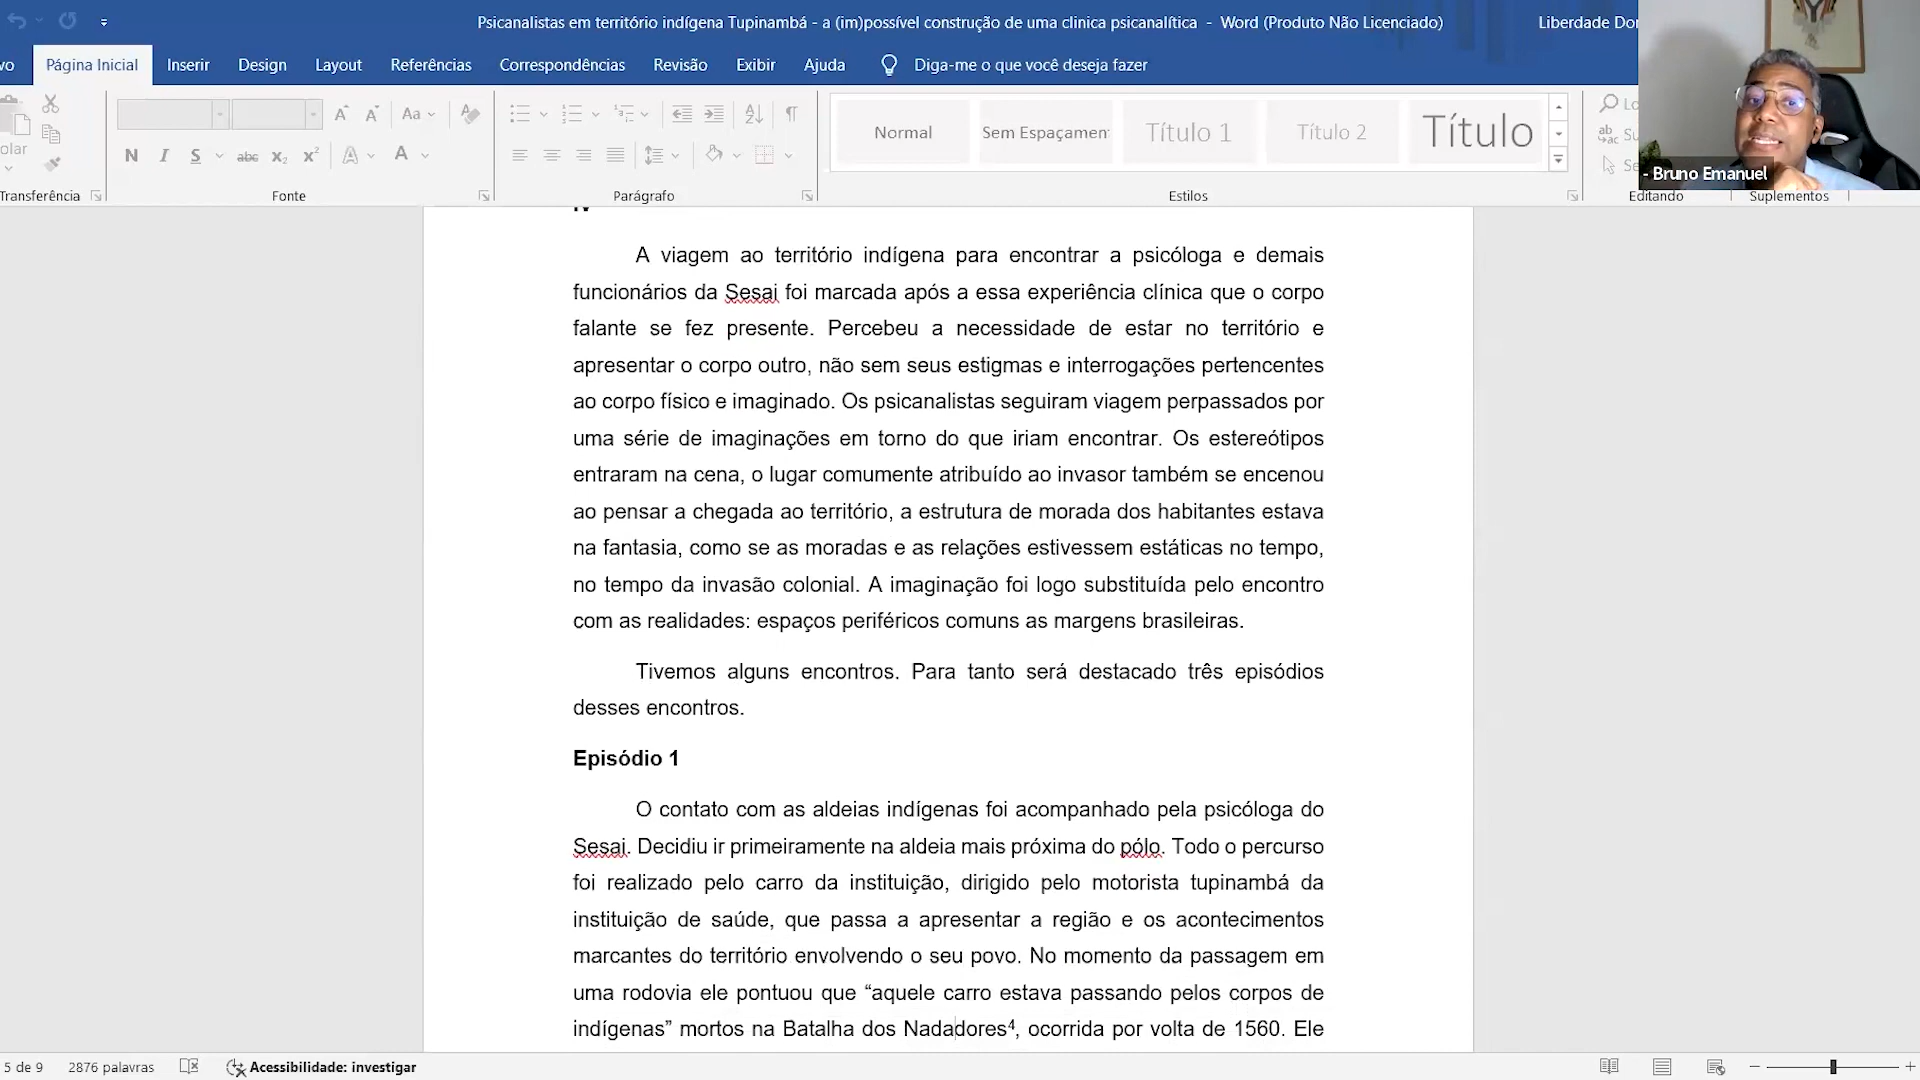 Psicanalistas em território indígena Tupinambá - a (im)possível construção de uma clinica psicanalítica - Word (Produto Não Licenciado)
Liberdade Dor
vo
Página Inicial
Inserir
Design
Layout
Referências
Correspondências
Revisão
Exibir
Ajuda
Diga-me o que você deseja fazer
olar
Aa
N I S abc x₂ x² A A
Normal
Sem Espaçamen
Título 1
Título 2
Título
Lo
Su
Se
- Bruno Emanuel
Transferência
Fonte
Parágrafo
Estilos
Editando
Suplementos
A viagem ao território indígena para encontrar a psicóloga e demais
funcionários da Sesai foi marcada após a essa experiência clínica que o corpo
falante se fez presente. Percebeu a necessidade de estar no território e
apresentar o corpo outro, não sem seus estigmas e interrogações pertencentes
ao corpo físico e imaginado. Os psicanalistas seguiram viagem perpassados por
uma série de imaginações em torno do que iriam encontrar. Os estereótipos
entraram na cena, o lugar comumente atribuído ao invasor também se encenou
ao pensar a chegada ao território, a estrutura de morada dos habitantes estava
na fantasia, como se as moradas e as relações estivessem estáticas no tempo,
no tempo da invasão colonial. A imaginação foi logo substituída pelo encontro
com as realidades: espaços periféricos comuns as margens brasileiras.
Tivemos alguns encontros. Para tanto será destacado três episódios
desses encontros.
Episódio 1
O contato com as aldeias indígenas foi acompanhado pela psicóloga do
Sesai. Decidiu ir primeiramente na aldeia mais próxima do pólo. Todo o percurso
foi realizado pelo carro da instituição, dirigido pelo motorista tupinambá da
instituição de saúde, que passa a apresentar a região e os acontecimentos
marcantes do território envolvendo o seu povo. No momento da passagem em
uma rodovia ele pontuou que “aquele carro estava passando pelos corpos de
indígenas” mortos na Batalha dos Nadadores⁴, ocorrida por volta de 1560. Ele
5 de 9
2876 palavras
Acessibilidade: investigar